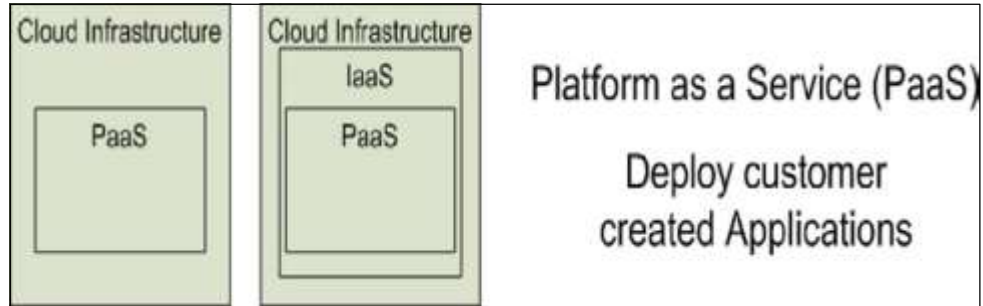 Cloud Infrastructure
PaaS
Cloud Infrastructure
IaaS
PaaS
Platform as a Service (PaaS)
Deploy customer
created Applications